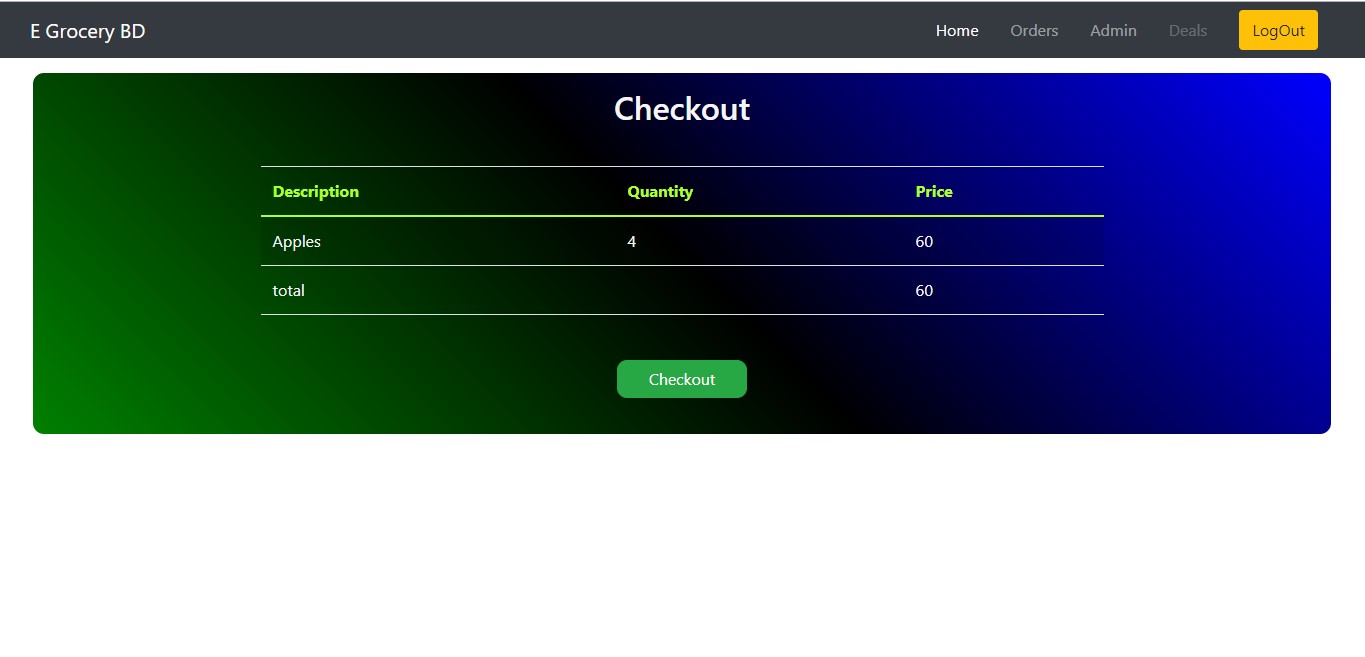 E Grocery BD Home Orders Admin Deals LogOut
Checkout
Description Quantity Price
Apples 4 60
total 60
Checkout